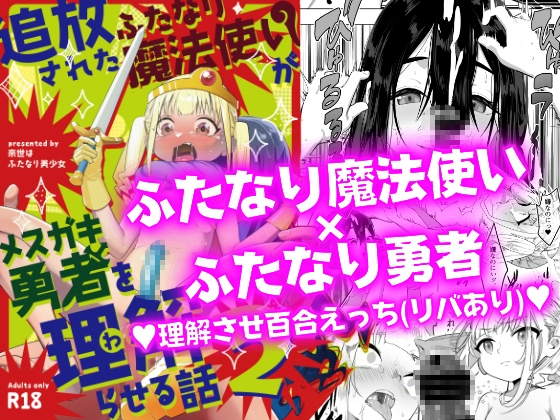 追放された
ふたなり
魔法使いが
presented by
来世は
ふたなり美少女
メスガキ
勇者を
理解
わ
らせる話
2
Adults only
R18
ふたなり魔法使い
×
ふたなり勇者
♥理解させ百合えっち(リバあり)♥